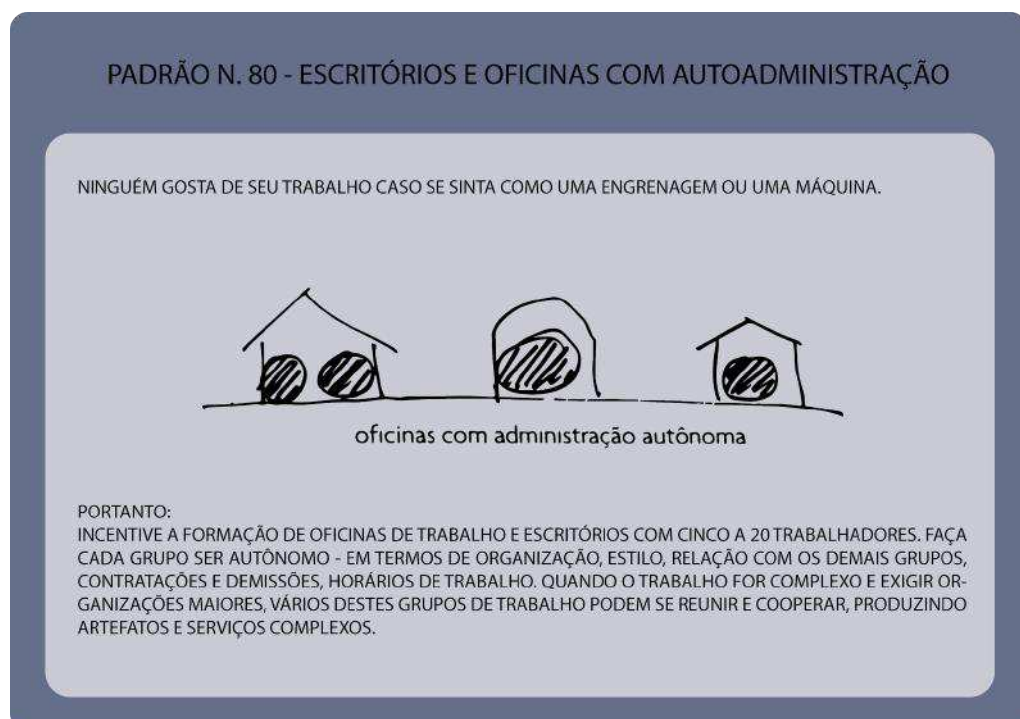 PADRÃO N. 80 - ESCRITÓRIOS E OFICINAS COM AUTOADMINISTRAÇÃO
NINGUÉM GOSTA DE SEU TRABALHO CASO SE SINTA COMO UMA ENGRENAGEM OU UMA MÁQUINA.
oficinas com administração autônoma
PORTANTO:
INCENTIVE A FORMAÇÃO DE OFICINAS DE TRABALHO E ESCRITÓRIOS COM CINCO A 20 TRABALHADORES. FAÇA
CADA GRUPO SER AUTÔNOMO - EM TERMOS DE ORGANIZAÇÃO, ESTILO, RELAÇÃO COM OS DEMAIS GRUPOS,
CONTRATAÇÕES E DEMISSÕES, HORÁRIOS DE TRABALHO. QUANDO O TRABALHO FOR COMPLEXO E EXIGIR OR-
GANIZAÇÕES MAIORES, VÁRIOS DESTES GRUPOS DE TRABALHO PODEM SE REUNIR E COOPERAR, PRODUZINDO
ARTEFATOS E SERVIÇOS COMPLEXOS.